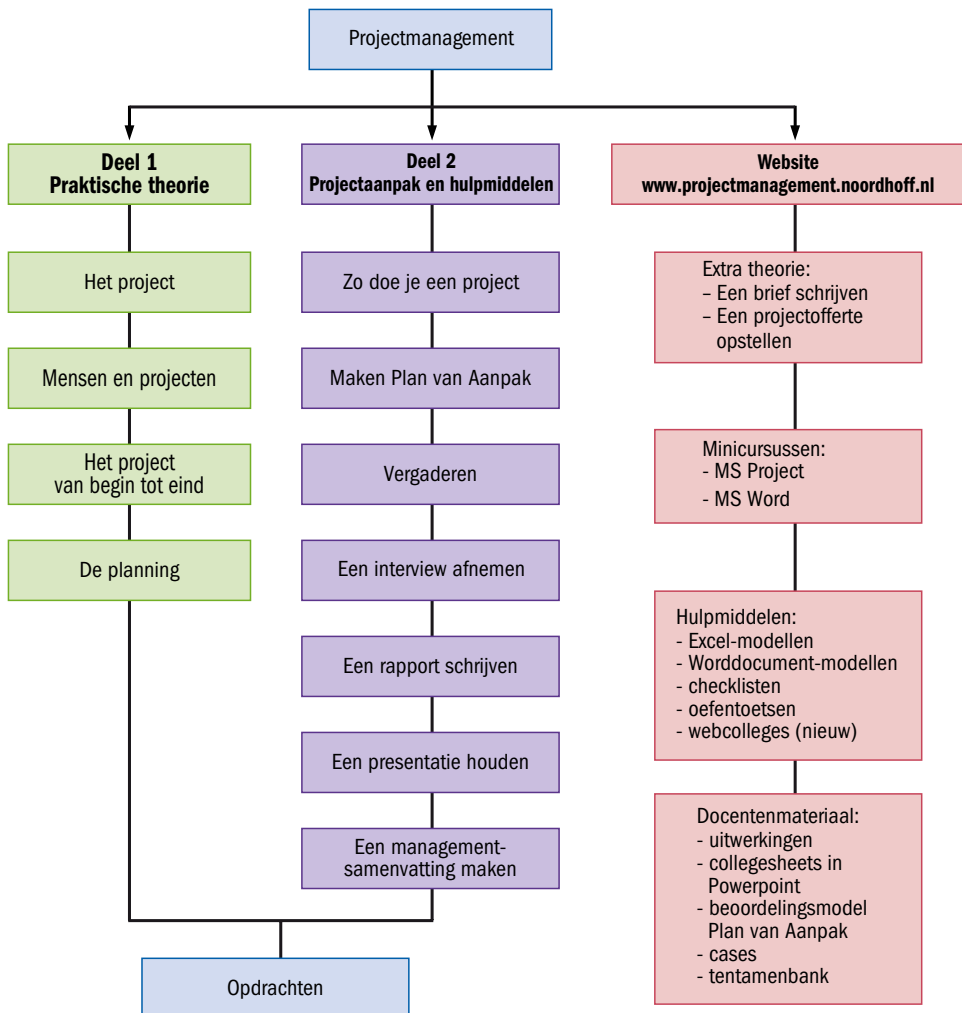 Projectmanagement
Deel 1
Praktische theorie
Het project
Mensen en projecten
Het project
van begin tot eind
De planning
Deel 2
Projectaanpak en hulpmiddelen
Zo doe je een project
Maken Plan van Aanpak
Vergaderen
Een interview afnemen
Een rapport schrijven
Een presentatie houden
Een management-
samenvatting maken
Website
www.projectmanagement.noordhoff.nl
Extra theorie:
– Een brief schrijven
– Een projectofferte
opstellen
Minicursussen:
- MS Project
- MS Word
Hulpmiddelen:
- Excel-modellen
- Worddocument-modellen
- checklisten
- oefentoetsen
- webcolleges (nieuw)
Docentenmateriaal:
- uitwerkingen
- collegesheets in
Powerpoint
- beoordelingsmodel
Plan van Aanpak
- cases
- tentamenbank
Opdrachten